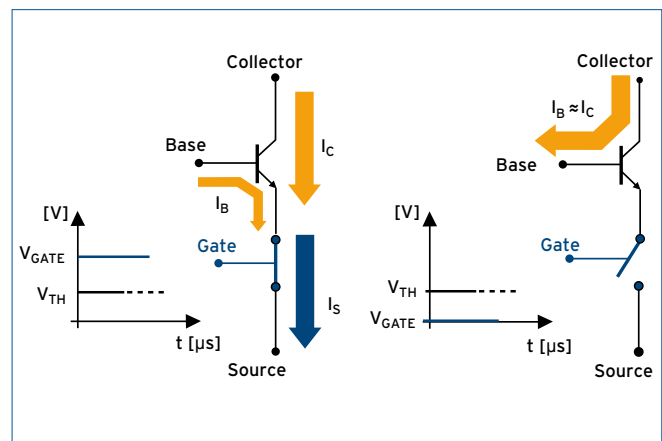 Collector
I_C
Base
I_B
[V]
V_GATE
Gate
V_TH
I_S
t [µs]
Source
Collector
I_B ≈ I_C
Base
[V]
Gate
V_TH
V_GATE
t [µs]
Source